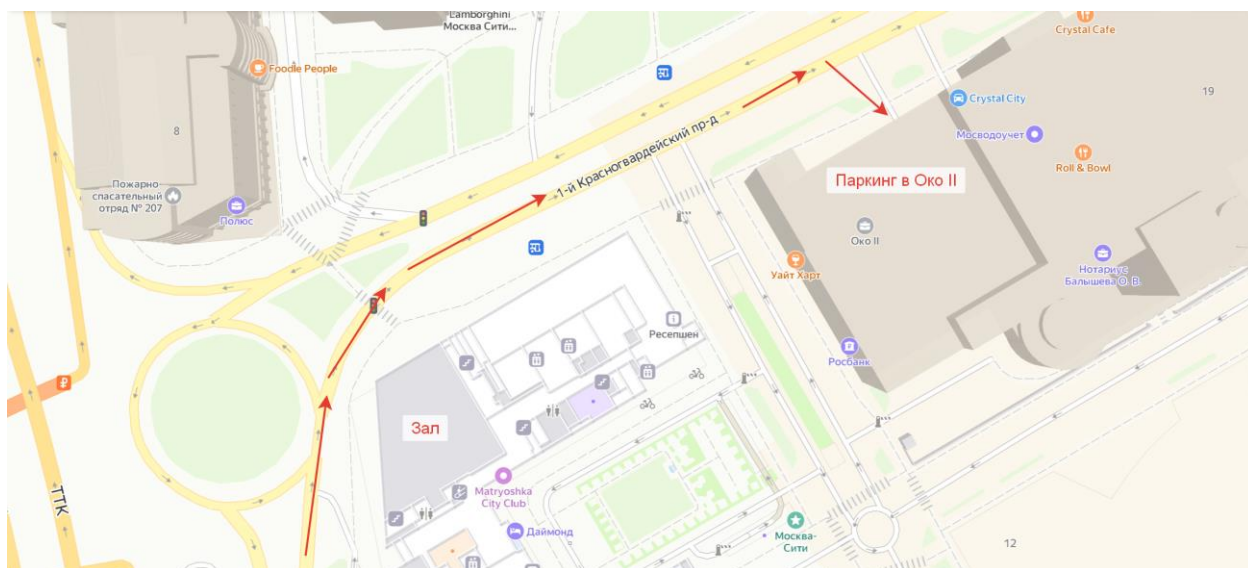 Lamborghini
Москва Сити...
Crystal Cafe
Foodle People
Crystal City
19
8
Мосводоучет
Roll & Bowl
1-й Красногвардейский пр-д
Паркинг в Око II
Пожарно-
спасательный
отряд № 207
Полюс
Око II
Уайт Харт
Нотариус
Балышева О. В.
Ресепшен
Росбанк
Зал
ТТК
Matryoshka
City Club
Даймонд
Москва-
Сити
12